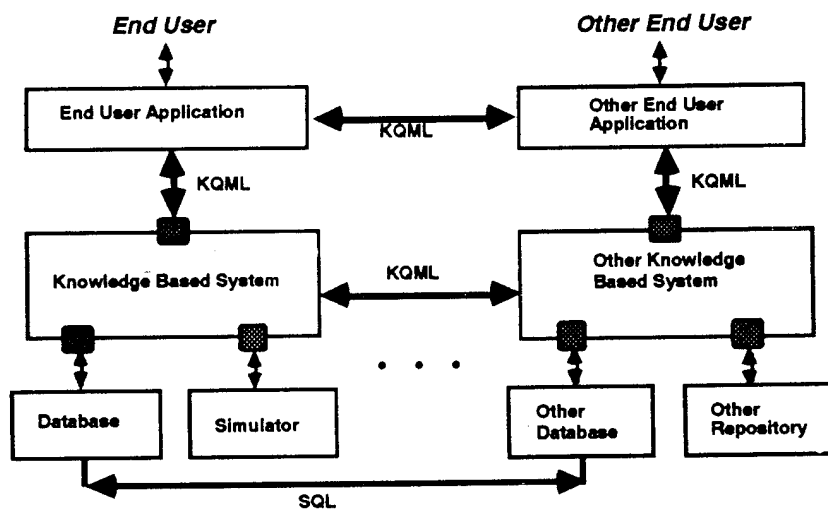 End User
Other End User
End User Application
Other End User
Application
KQML
KQML
KQML
Knowledge Based System
Other Knowledge
Based System
KQML
Database
Simulator
Other
Database
Other
Repository
SQL